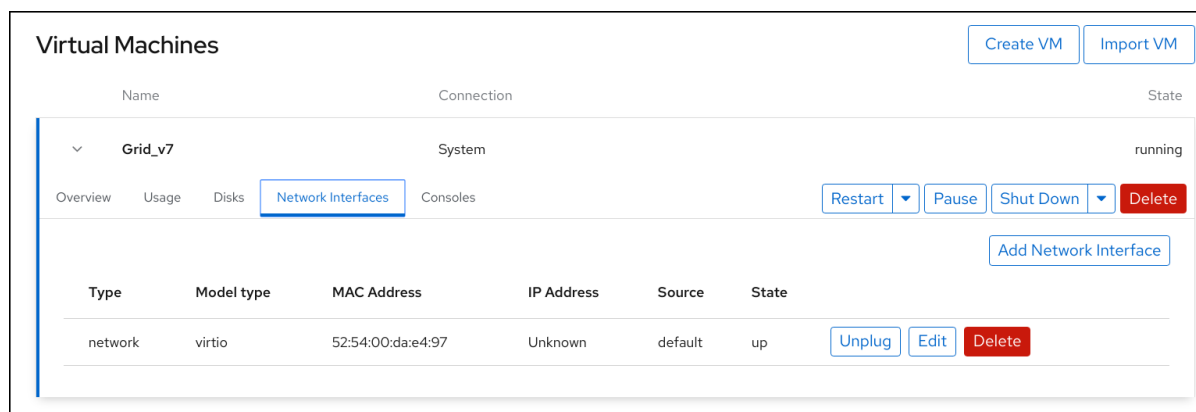 Virtual Machines Create VM Import VM
Name Connection State
Grid_v7 System running
Overview Usage Disks Network Interfaces Consoles Restart Pause Shut Down Delete
Add Network Interface
Type Model type MAC Address IP Address Source State
network virtio 52:54:00:da:e4:97 Unknown default up Unplug Edit Delete